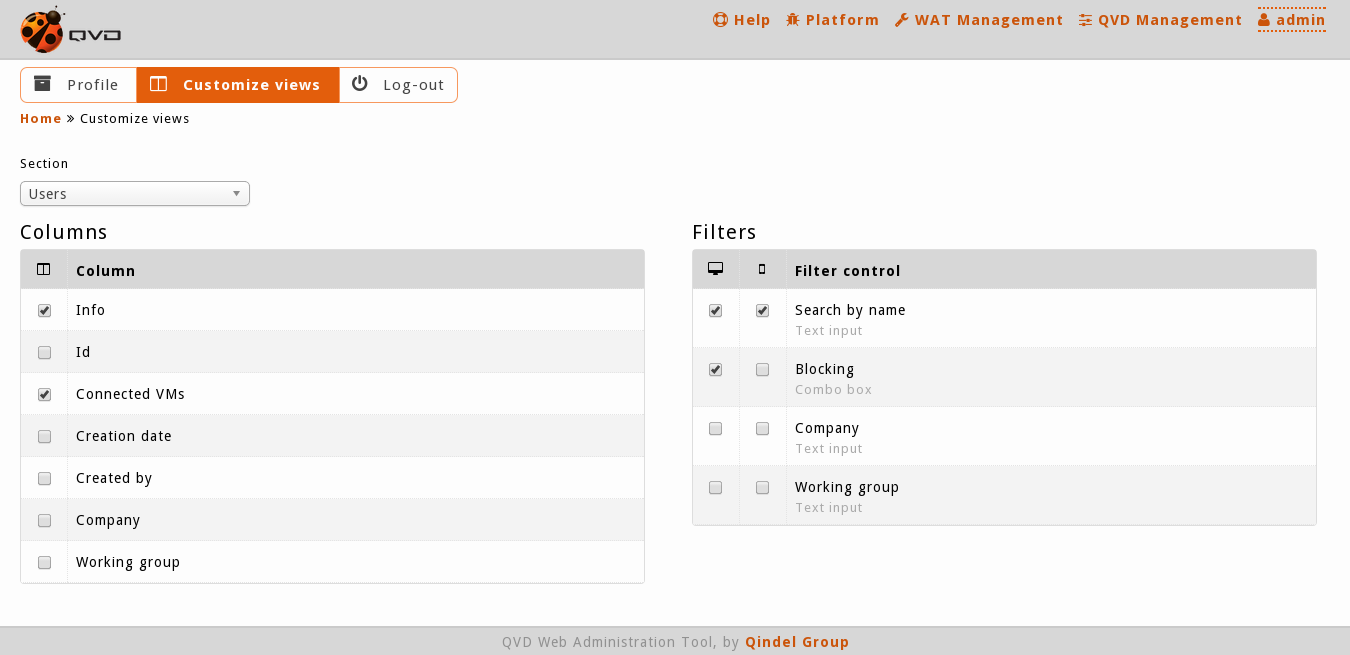 QVD
Help Platform WAT Management QVD Management admin
Profile Customize views Log-out
Home » Customize views
Section
Users
Columns
Column
Info
Id
Connected VMs
Creation date
Created by
Company
Working group
Filters
Filter control
Search by name
Text input
Blocking
Combo box
Company
Text input
Working group
Text input
QVD Web Administration Tool, by Qindel Group